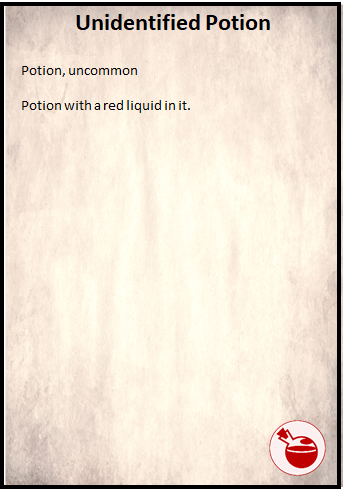 Unidentified Potion
Potion, uncommon
Potion with a red liquid in it.